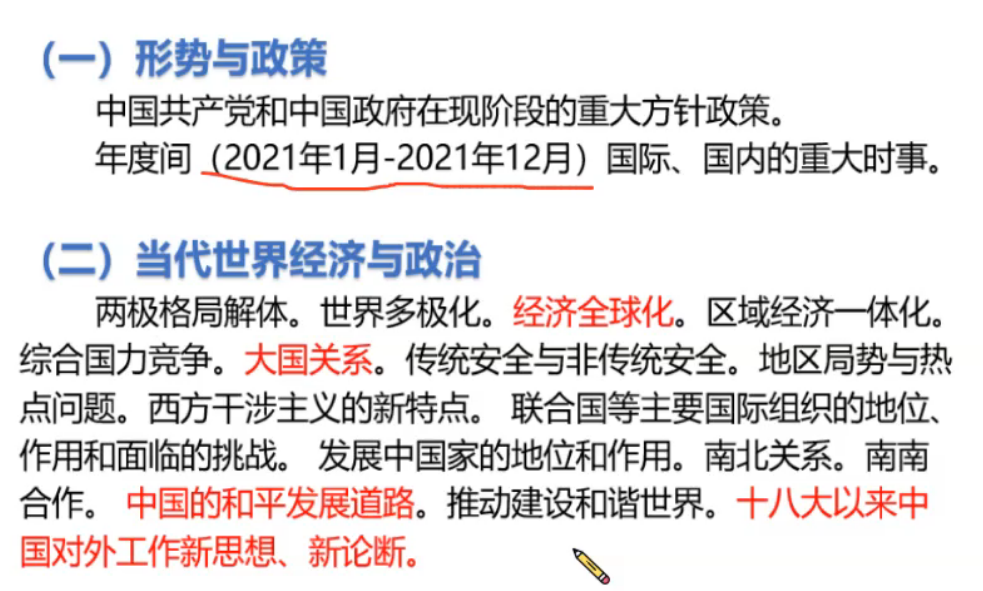 （一）形势与政策
中国共产党和中国政府在现阶段的重大方针政策。
年度间（2021年1月-2021年12月）国际、国内的重大时事。
（二）当代世界经济与政治
两极格局解体。世界多极化。经济全球化。区域经济一体化。
综合国力竞争。大国关系。传统安全与非传统安全。地区局势与热
点问题。西方干涉主义的新特点。 联合国等主要国际组织的地位、
作用和面临的挑战。 发展中国家的地位和作用。南北关系。南南
合作。 中国的和平发展道路。推动建设和谐世界。十八大以来中
国对外工作新思想、新论断。